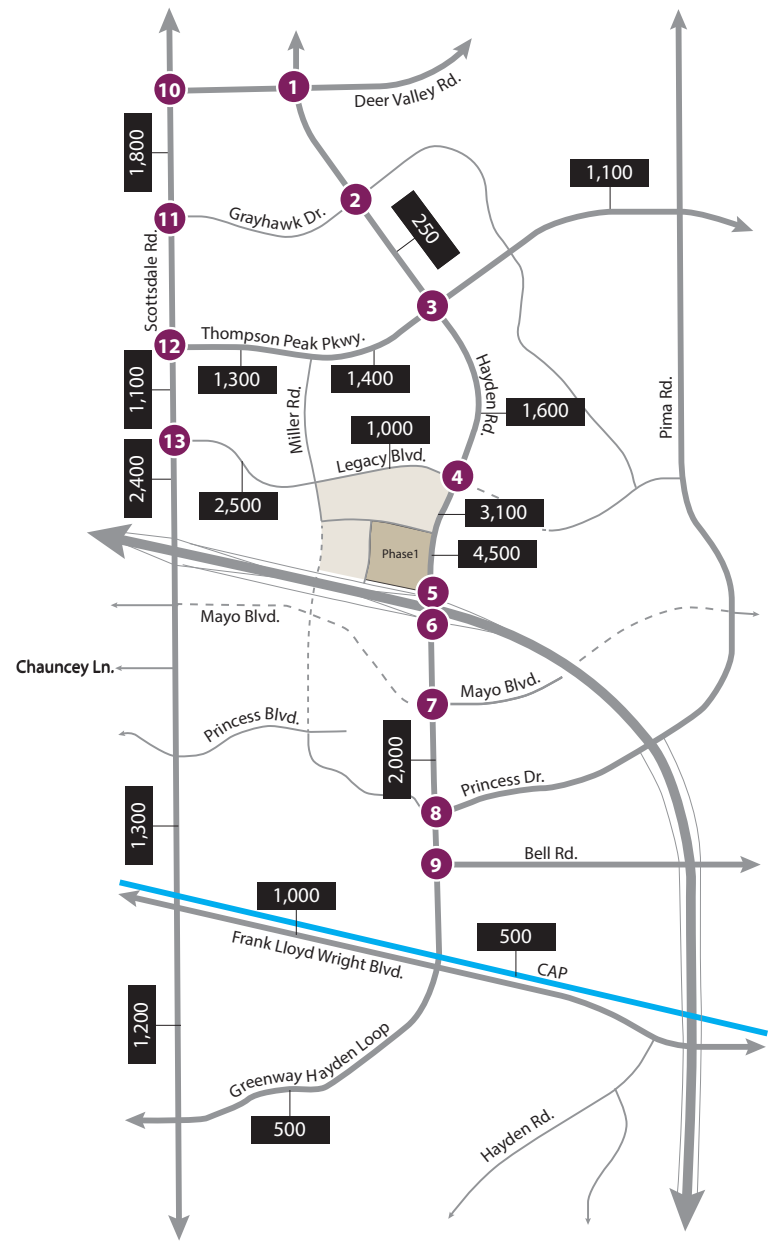 10
1
Deer Valley Rd.
1,800
1,100
2
11
Grayhawk Dr.
250
Scottsdale Rd.
3
12
Thompson Peak Pkwy.
1,300
1,400
1,100
Miller Rd.
Hayden Rd.
1,600
Pima Rd.
1,000
13
Legacy Blvd.
4
2,400
2,500
3,100
Phase1
4,500
5
6
Mayo Blvd.
Chauncey Ln.
Mayo Blvd.
7
Princess Blvd.
2,000
Princess Dr.
8
1,300
9
Bell Rd.
1,000
Frank Lloyd Wright Blvd.
500
CAP
1,200
Greenway Hayden Loop
500
Hayden Rd.